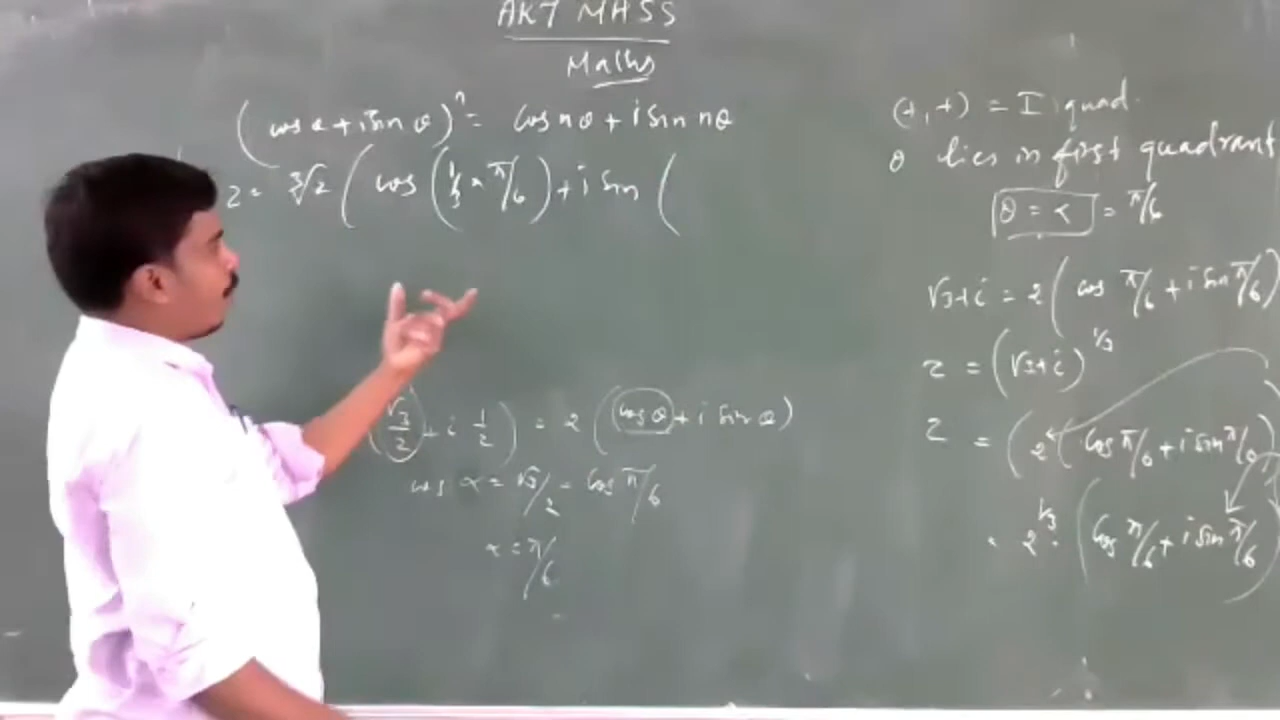 AKT MASS
Maths
(cos θ + i sin θ)ⁿ = cos nθ + i sin nθ
z = ∛2 ( cos ( 1/3 × π/6 ) + i sin (
√3/2 + i 1/2 ) = 2 ( cos θ + i sin θ )
cos α = √3/2 = cos π/6
α = π/6
(+, +) = I quad.
θ lies in first quadrant
θ = α = π/6
√3+i = 2 ( cos π/6 + i sin π/6 )
z = (√3+i)^1/3
z = ( 2 ( cos π/6 + i sin π/6 )
= 2^1/3 . ( cos π/6 + i sin π/6 )